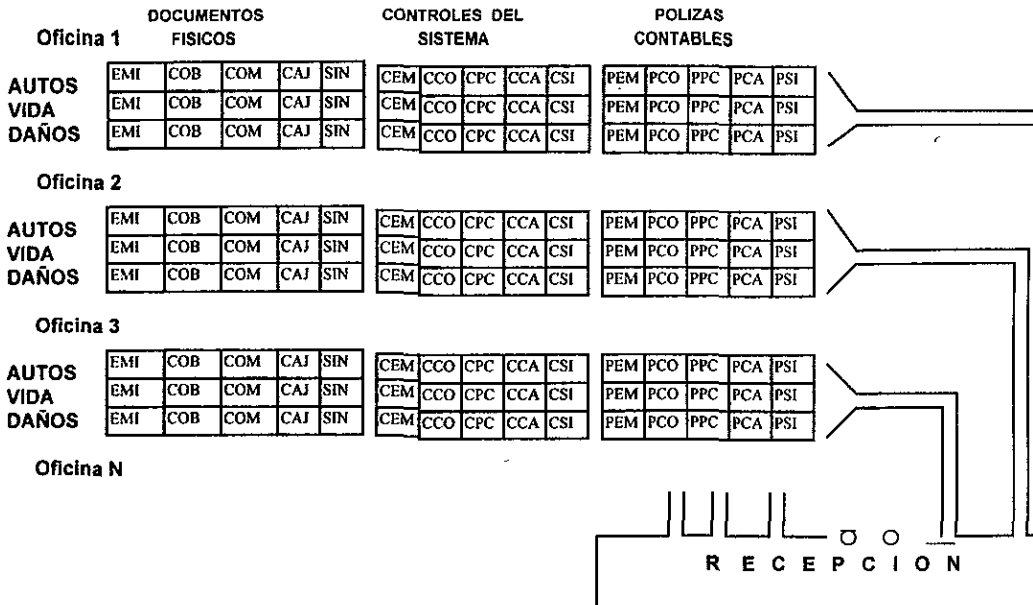 DOCUMENTOS FISICOS CONTROLES DEL SISTEMA POLIZAS CONTABLES
Oficina 1
AUTOS EMI COB COM CAJ SIN CEM CCO CPC CCA CSI PEM PCO PPC PCA PSI
VIDA EMI COB COM CAJ SIN CEM CCO CPC CCA CSI PEM PCO PPC PCA PSI
DAÑOS EMI COB COM CAJ SIN CEM CCO CPC CCA CSI PEM PCO PPC PCA PSI
Oficina 2
AUTOS EMI COB COM CAJ SIN CEM CCO CPC CCA CSI PEM PCO PPC PCA PSI
VIDA EMI COB COM CAJ SIN CEM CCO CPC CCA CSI PEM PCO PPC PCA PSI
DAÑOS EMI COB COM CAJ SIN CEM CCO CPC CCA CSI PEM PCO PPC PCA PSI
Oficina 3
AUTOS EMI COB COM CAJ SIN CEM CCO CPC CCA CSI PEM PCO PPC PCA PSI
VIDA EMI COB COM CAJ SIN CEM CCO CPC CCA CSI PEM PCO PPC PCA PSI
DAÑOS EMI COB COM CAJ SIN CEM CCO CPC CCA CSI PEM PCO PPC PCA PSI
Oficina N
R E C E P C I O N